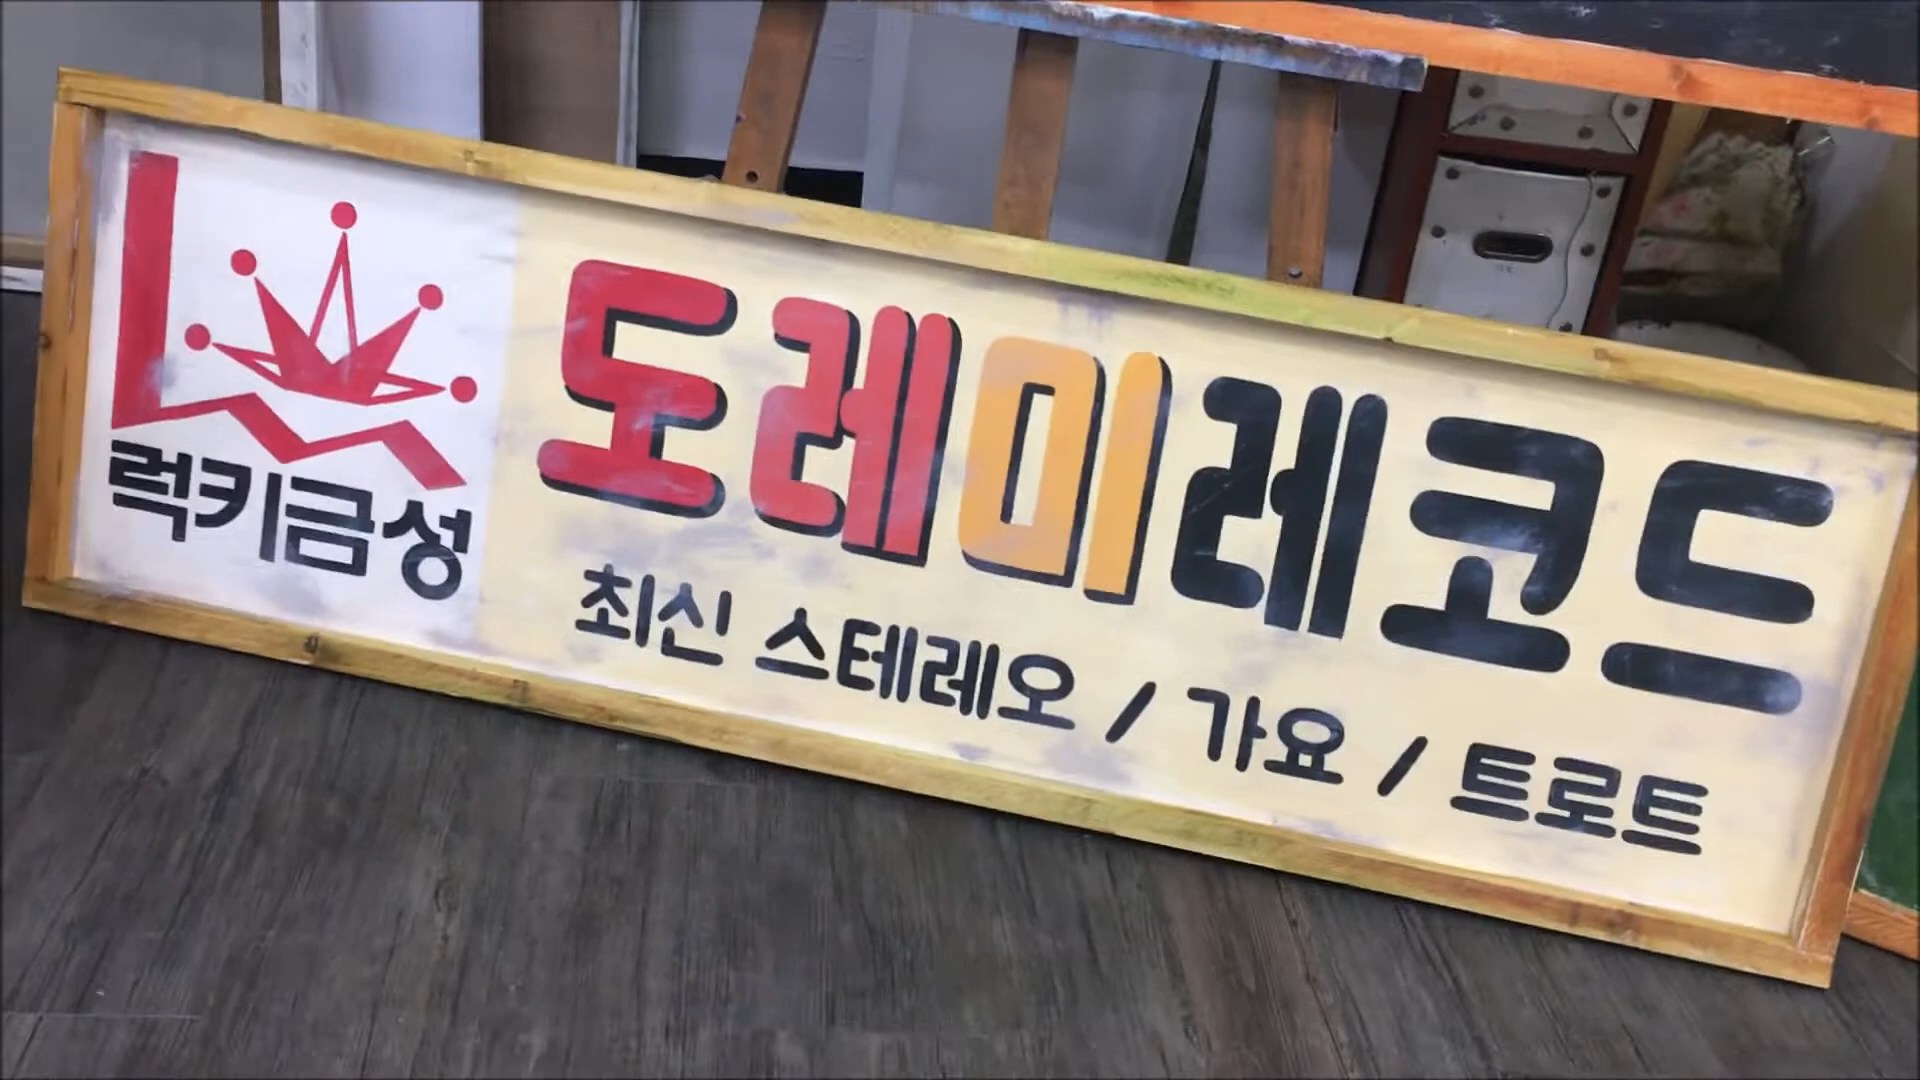 럭키금성
도레미레코드
최신 스테레오 / 가요 / 트로트